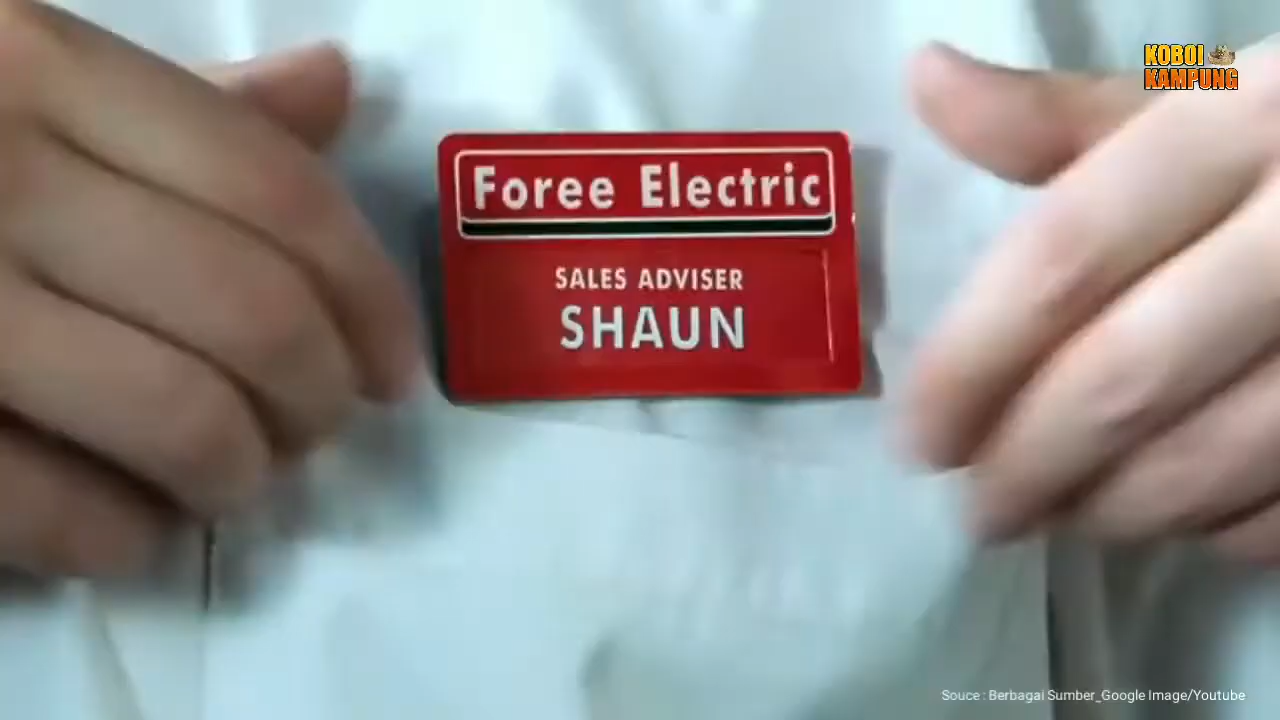 KOBOI
KAMPUNG
Foree Electric
SALES ADVISER
SHAUN
Souce : Berbagai Sumber_Google Image/Youtube